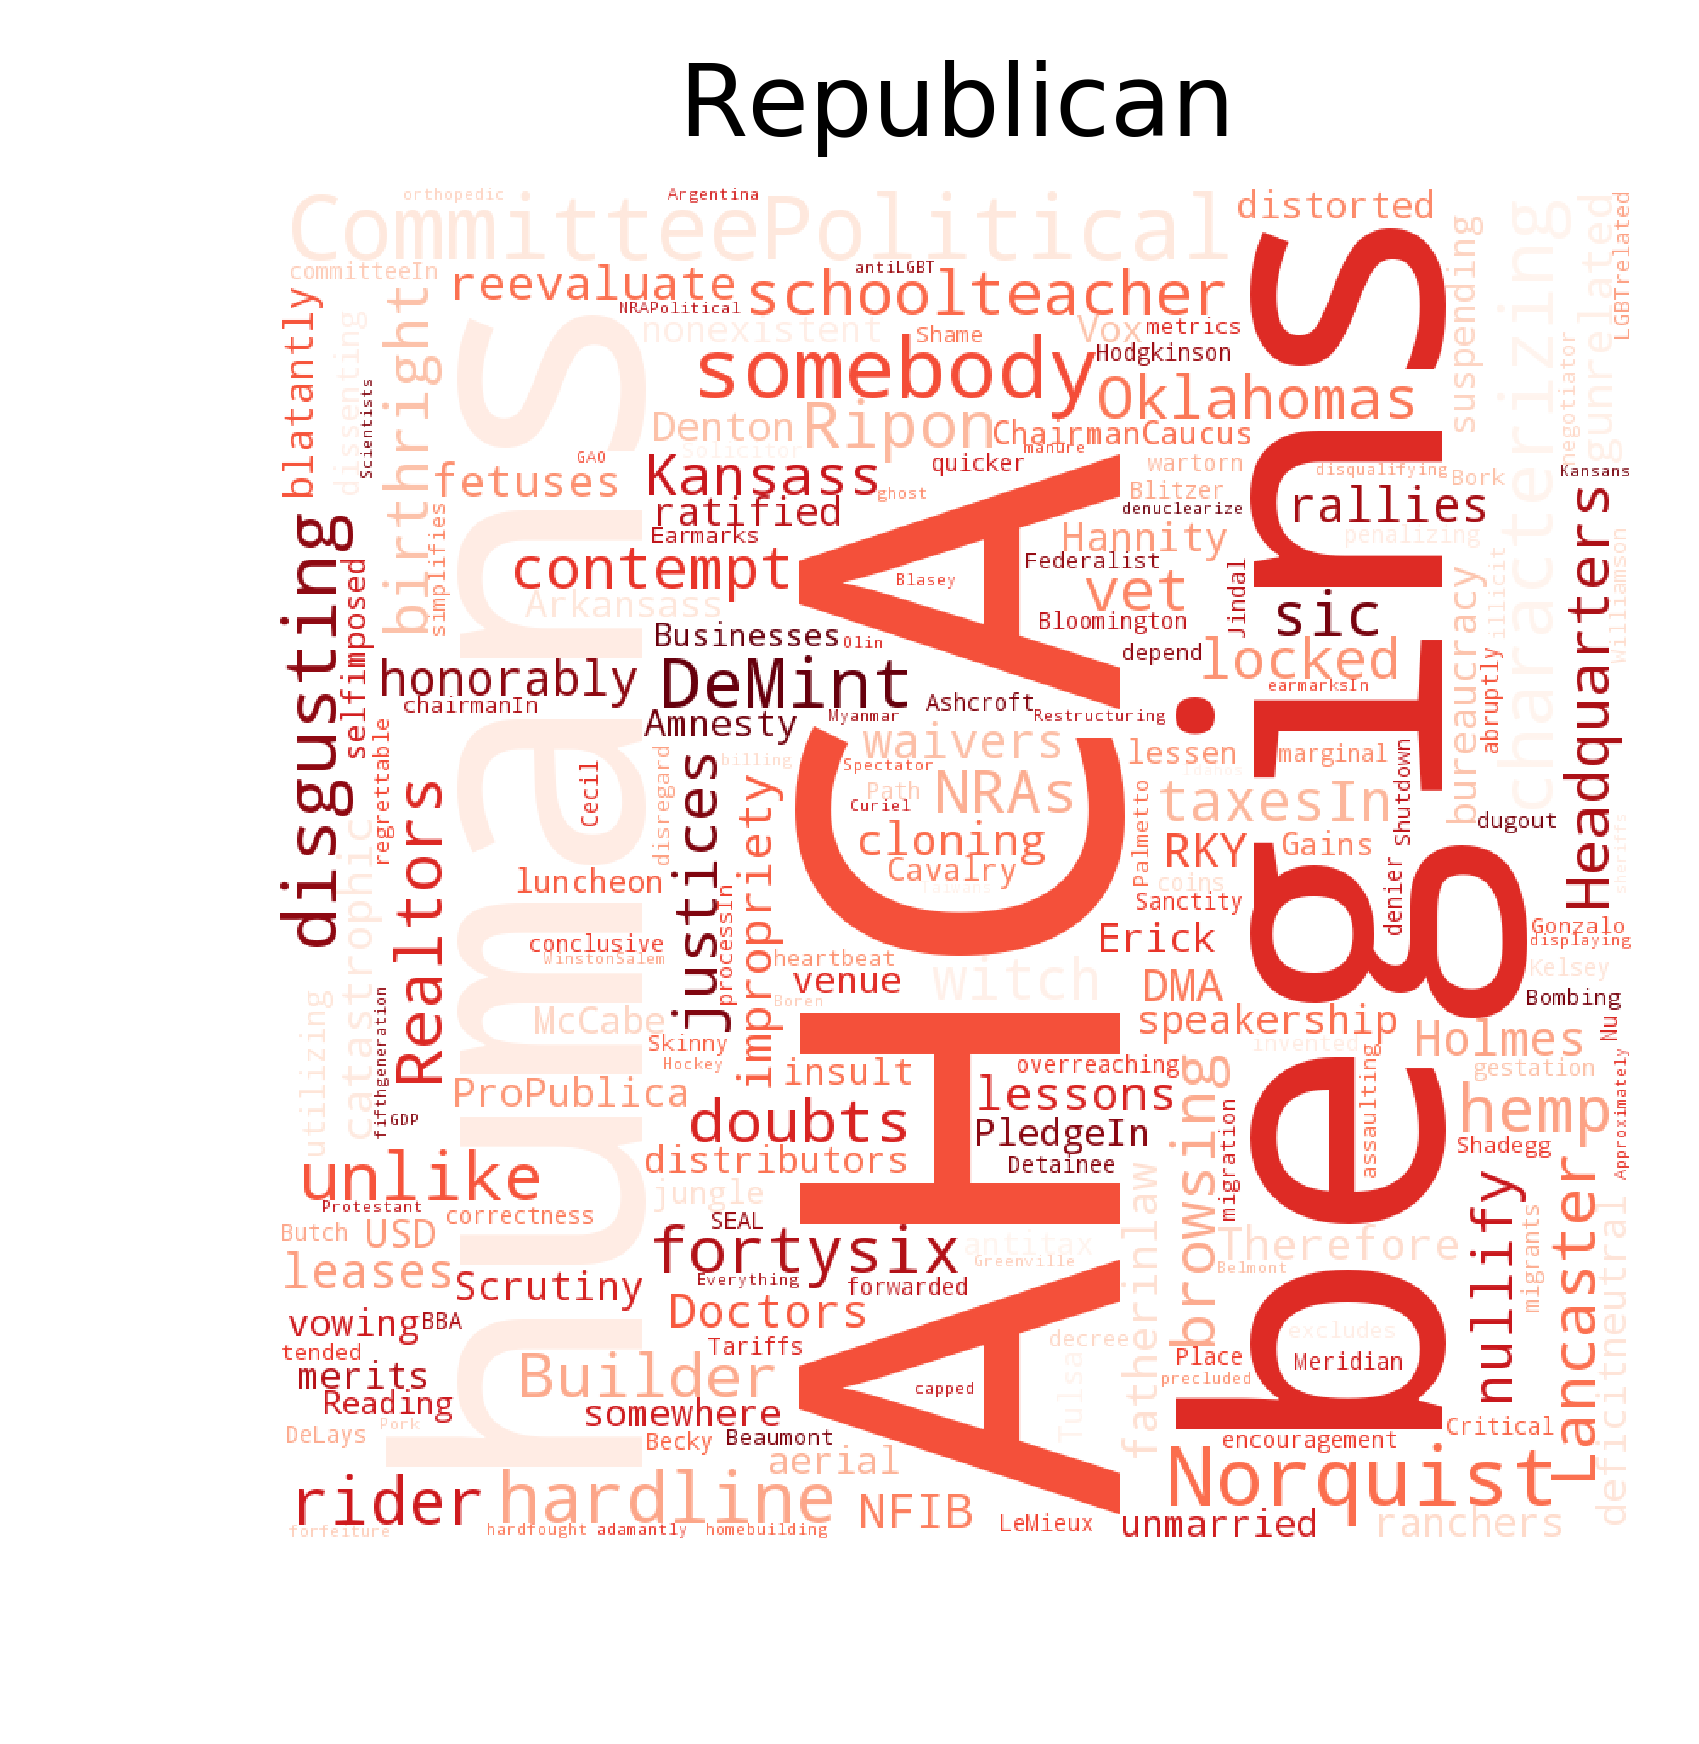 Republican
orthopedic
Argentina
CommitteePolitical
distorted
committeeIn
reevaluate
antiLGBT
schoolteacher
NRAPolitical
nonexistent
Shame
Vox
metrics
somebody
Hodgkinson
Oklahomas
suspending
characterizing
gunrelated
LGBTrelated
negotiator
blatantly
dissenting
Scientists
birthright
humans
Denton
Ripon
ChairmanCaucus
Solicitor
manure
GAO
fetuses
Kansass
quicker
wartorn
disqualifying
Bork
Kansans
ghost
Blitzer
denuclearize
rallies
ratified
Earmarks
Hannity
penalizing
simplifies
contempt
AHCA
Federalist
begins
Blasey
vet
Jindal
sic
bureaucracy
illicit
Williamson
Headquarters
disgusting
selfimposed
Arkansass
Bloomington
Businesses
Olin
depend
locked
honorably
DeMint
earmarksIn
abruptly
chairmanIn
Amnesty
Ashcroft
Myanmar
Restructuring
regrettable
waivers
lessen
marginal
Shutdown
Realtors
Cecil
disregard
justices
billing
Spectator
Path
NRAs
Curiel
taxesIn
dugout
catastrophic
impropriety
cloning
Palmetto
RKY
Gains
sheriffs
luncheon
Cavalry
coins
denier
Sanctity
processIn
conclusive
Erick
Gonzalo
displaying
WinstonSalem
heartbeat
witch
Kelsey
venue
DMA
Bombing
Boren
utilizing
fifthgeneration
McCabe
speakership
Nug
Skinny
invented
Holmes
Hockey
insult
overreaching
gestation
Approximately
ProPublica
lessons
browsing
assaulting
hemp
GDP
doubts
PledgeIn
migration
Shadegg
distributors
Detainee
unlike
jungle
fatherinlaw
nullify
Lancaster
deficitneutral
Protestant
correctness
SEAL
Butch
USD
fortysix
antitax
Therefore
migrants
Greenville
Belmont
leases
Scrutiny
Everything
forwarded
vowing
BBA
Doctors
decree
excludes
Tariffs
tended
Place
Meridian
merits
Builder
capped
Tulsa
precluded
Reading
somewhere
Pork
DeLays
Becky
Beaumont
encouragement
Critical
aerial
Norquist
rider
hardline
NFIB
LeMieux
unmarried
ranchers
forfeiture
hardfought
adamantly
homebuilding